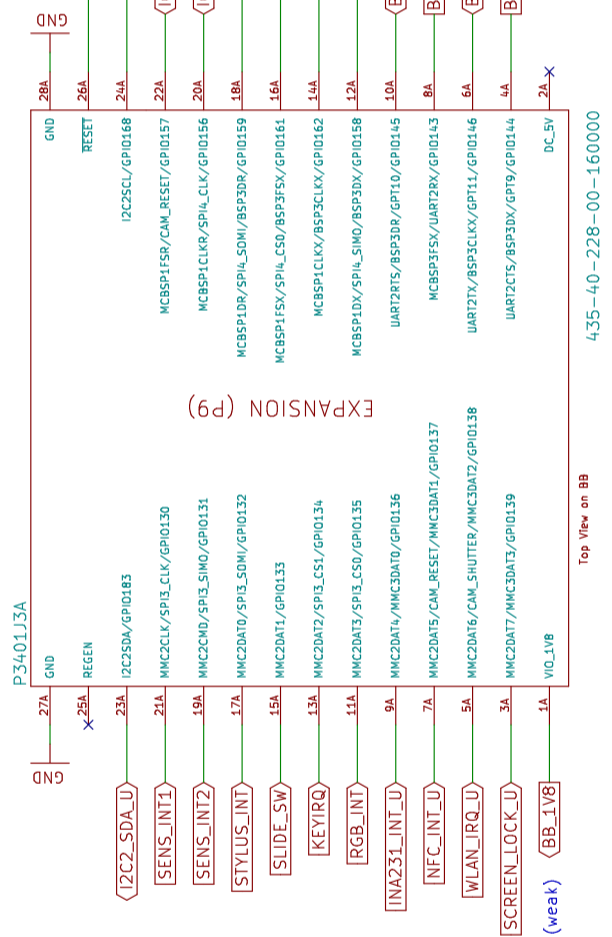 P3401J3A
GND
28A
GND
26A
RESET
24A
I2C2SCL/GPIO168
22A
MCBSP1FSR/CAM_RESET/GPIO157
20A
MCBSP1CLKR/SPI4_CLK/GPIO156
18A
MCBSP1DR/SPI4_SOMI/BSP3DR/GPIO159
16A
MCBSP1FSX/SPI4_CS0/BSP3FSX/GPIO161
14A
MCBSP1CLKX/BSP3CLKX/GPIO162
12A
MCBSP1DX/SPI4_SIMO/BSP3DX/GPIO158
10A
UART2RTS/BSP3DR/GPT10/GPIO145
8A
MCBSP3FSX/UART2RX/GPIO143
6A
UART2TX/BSP3CLKX/GPT11/GPIO146
4A
UART2CTS/BSP3DX/GPT9/GPIO144
2A
DC_5V
EXPANSION (P9)
435-40-228-00-160000
Top View on BB
GND
27A
GND
25A
REGEN
I2C2_SDA_U
23A
I2C2SDA/GPIO183
SENS_INT1
21A
MMC2CLK/SPI3_CLK/GPIO130
SENS_INT2
19A
MMC2CMD/SPI3_SIMO/GPIO131
STYLUS_INT
17A
MMC2DAT0/SPI3_SOMI/GPIO132
SLIDE_SW
15A
MMC2DAT1/GPIO133
KEYIRQ
13A
MMC2DAT2/SPI3_CS1/GPIO134
RGB_INT
11A
MMC2DAT3/SPI3_CS0/GPIO135
INA231_INT_U
9A
MMC2DAT4/MMC3DAT0/GPIO136
NFC_INT_U
7A
MMC2DAT5/CAM_RESET/MMC3DAT1/GPIO137
WLAN_IRQ_U
5A
MMC2DAT6/CAM_SHUTTER/MMC3DAT2/GPIO138
SCREEN_LOCK_U
3A
MMC2DAT7/MMC3DAT3/GPIO139
(weak)
BB_1V8
1A
VIO_1V8